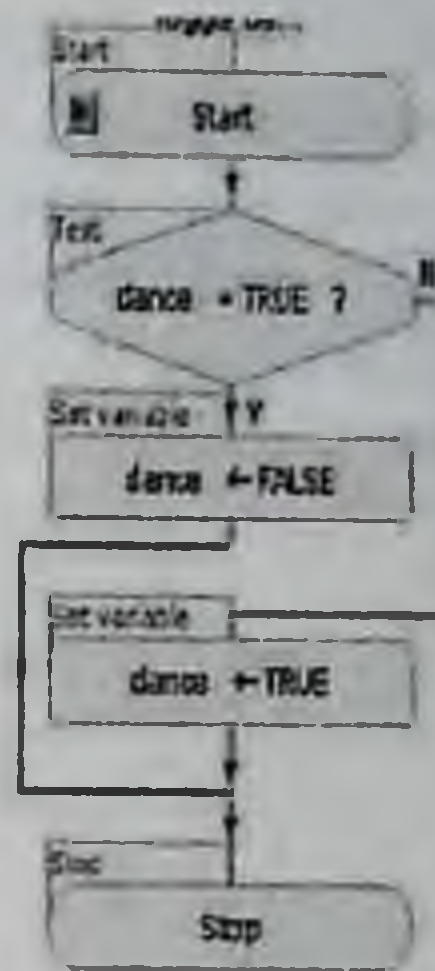 Start
Start
Test
dance = TRUE ?
N
Y
Set variable
dance ←FALSE
Set variable
dance ←TRUE
Stop
Stop